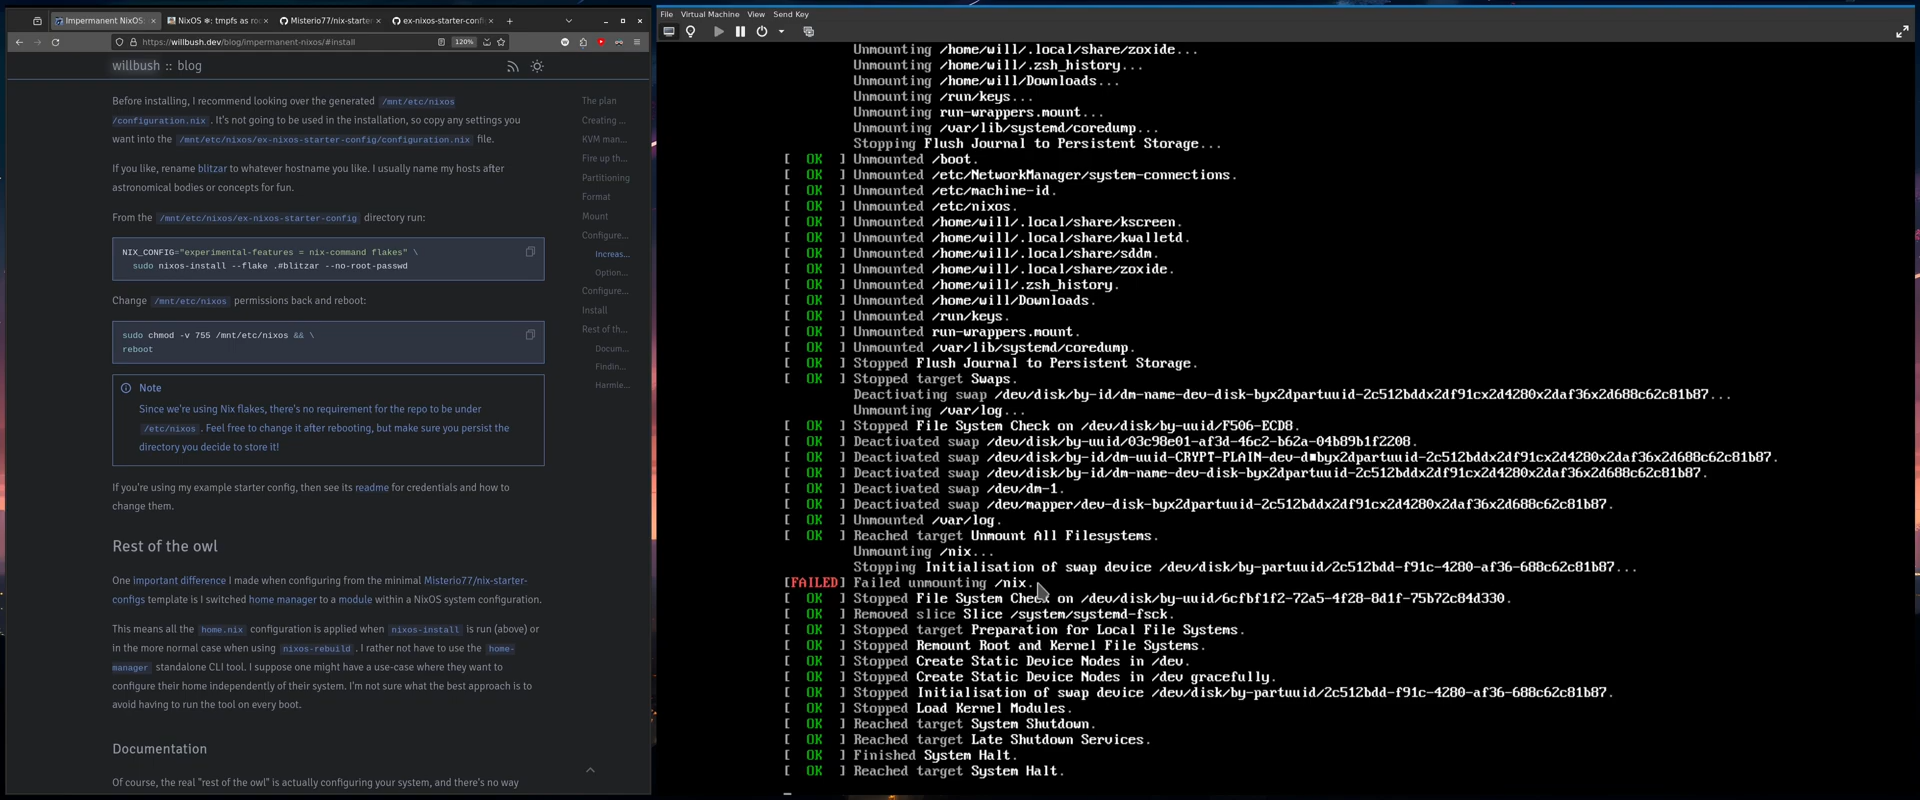 Impermanent NixOS:
NixOS ❄: tmpfs as roo
Misterio77/nix-starter
ex-nixos-starter-confi
https://willbush.dev/blog/impermanent-nixos/#install
120%
willbush :: blog
Before installing, I recommend looking over the generated /mnt/etc/nixos
/configuration.nix . It's not going to be used in the installation, so copy any settings you
want into the /mnt/etc/nixos/ex-nixos-starter-config/configuration.nix file.
If you like, rename blitzar to whatever hostname you like. I usually name my hosts after
astronomical bodies or concepts for fun.
From the /mnt/etc/nixos/ex-nixos-starter-config directory run:
NIX_CONFIG="experimental-features = nix-command flakes" \
sudo nixos-install --flake .#blitzar --no-root-passwd
Change /mnt/etc/nixos permissions back and reboot:
sudo chmod -v 755 /mnt/etc/nixos && \
reboot
Note
Since we're using Nix flakes, there's no requirement for the repo to be under
/etc/nixos . Feel free to change it after rebooting, but make sure you persist the
directory you decide to store it!
If you're using my example starter config, then see its readme for credentials and how to
change them.
Rest of the owl
One important difference I made when configuring from the minimal Misterio77/nix-starter-
configs template is I switched home manager to a module within a NixOS system configuration.
This means all the home.nix configuration is applied when nixos-install is run (above) or
in the more normal case when using nixos-rebuild . I rather not have to use the home-
manager standalone CLI tool. I suppose one might have a use-case where they want to
configure their home independently of their system. I'm not sure what the best approach is to
avoid having to run the tool on every boot.
Documentation
Of course, the real "rest of the owl" is actually configuring your system, and there's no way
The plan
Creating ...
KVM man...
Fire up th...
Partitioning
Format
Mount
Configure...
Increas...
Option...
Configure...
Install
Rest of th...
Docum...
Findin...
Harmle...
File Virtual Machine View Send Key
Unmounting /home/will/.local/share/zoxide...
Unmounting /home/will/.zsh_history...
Unmounting /home/will/Downloads...
Unmounting /run/keys...
Unmounting run-wrappers.mount...
Unmounting /var/lib/systemd/coredump...
Stopping Flush Journal to Persistent Storage...
[  OK  ] Unmounted /boot.
[  OK  ] Unmounted /etc/NetworkManager/system-connections.
[  OK  ] Unmounted /etc/machine-id.
[  OK  ] Unmounted /etc/nixos.
[  OK  ] Unmounted /home/will/.local/share/kscreen.
[  OK  ] Unmounted /home/will/.local/share/kwalletd.
[  OK  ] Unmounted /home/will/.local/share/sddm.
[  OK  ] Unmounted /home/will/.local/share/zoxide.
[  OK  ] Unmounted /home/will/.zsh_history.
[  OK  ] Unmounted /home/will/Downloads.
[  OK  ] Unmounted /run/keys.
[  OK  ] Unmounted run-wrappers.mount.
[  OK  ] Unmounted /var/lib/systemd/coredump.
[  OK  ] Stopped Flush Journal to Persistent Storage.
[  OK  ] Stopped target Swaps.
Deactivating swap /dev/disk/by-id/dm-name-dev-disk-byx2dpartuuid-2c512bddx2df91cx2d4280x2daf36x2d688c62c81b87...
Unmounting /var/log...
[  OK  ] Stopped File System Check on /dev/disk/by-uuid/F506-ECD8.
[  OK  ] Deactivated swap /dev/disk/by-uuid/03c98e01-af3d-46c2-b62a-04b89b1f2208.
[  OK  ] Deactivated swap /dev/disk/by-id/dm-uuid-CRYPT-PLAIN-dev-d■byx2dpartuuid-2c512bddx2df91cx2d4280x2daf36x2d688c62c81b87.
[  OK  ] Deactivated swap /dev/disk/by-id/dm-name-dev-disk-byx2dpartuuid-2c512bddx2df91cx2d4280x2daf36x2d688c62c81b87.
[  OK  ] Deactivated swap /dev/dm-1.
[  OK  ] Deactivated swap /dev/mapper/dev-disk-byx2dpartuuid-2c512bddx2df91cx2d4280x2daf36x2d688c62c81b87.
[  OK  ] Unmounted /var/log.
[  OK  ] Reached target Unmount All Filesystems.
Unmounting /nix...
Stopping Initialisation of swap device /dev/disk/by-partuuid/2c512bdd-f91c-4280-af36-688c62c81b87...
[FAILED] Failed unmounting /nix.
[  OK  ] Stopped File System Check on /dev/disk/by-uuid/6cfbf1f2-72a5-4f28-8d1f-75b72c84d330.
[  OK  ] Removed slice Slice /system/systemd-fsck.
[  OK  ] Stopped target Preparation for Local File Systems.
[  OK  ] Stopped Remount Root and Kernel File Systems.
[  OK  ] Stopped Create Static Device Nodes in /dev.
[  OK  ] Stopped Create Static Device Nodes in /dev gracefully.
[  OK  ] Stopped Initialisation of swap device /dev/disk/by-partuuid/2c512bdd-f91c-4280-af36-688c62c81b87.
[  OK  ] Stopped Load Kernel Modules.
[  OK  ] Reached target System Shutdown.
[  OK  ] Reached target Late Shutdown Services.
[  OK  ] Finished System Halt.
[  OK  ] Reached target System Halt.